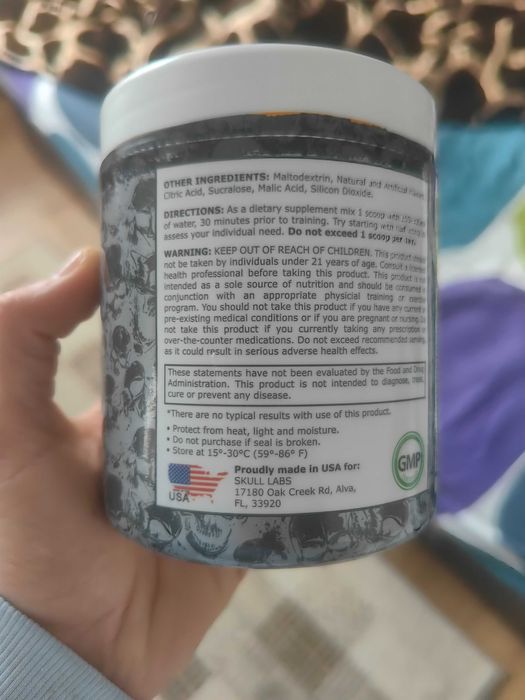 OTHER INGREDIENTS: Maltodextrin, Natural and Artificial
Citric Acid, Sucralose, Malic Acid, Silicon Dioxide.
DIRECTIONS: As a dietary supplement mix 1 scoop with
of water, 30 minutes prior to training. Try starting with half
assess your individual need. Do not exceed 1 scoop per day.
WARNING: KEEP OUT OF REACH OF CHILDREN. This product
not be taken by individuals under 21 years of age. Consult a
health professional before taking this product. This product is
intended as a sole source of nutrition and should be consumed
conjunction with an appropriate physical training or
program. You should not take this product if you have any
pre-existing medical conditions or if you are pregnant or nursing. Do
not take this product if you currently taking any prescription
over-the-counter medications. Do not exceed recommended
as it could result in serious adverse health effects.
These statements have not been evaluated by the Food and Drug
Administration. This product is not intended to diagnose, treat,
cure or prevent any disease.
*There are no typical results with use of this product.
• Protect from heat, light and moisture.
• Do not purchase if seal is broken.
• Store at 15º-30ºC (59º-86º F)
USA
Proudly made in USA for:
SKULL LABS
17180 Oak Creek Rd, Alva,
FL, 33920
GMP